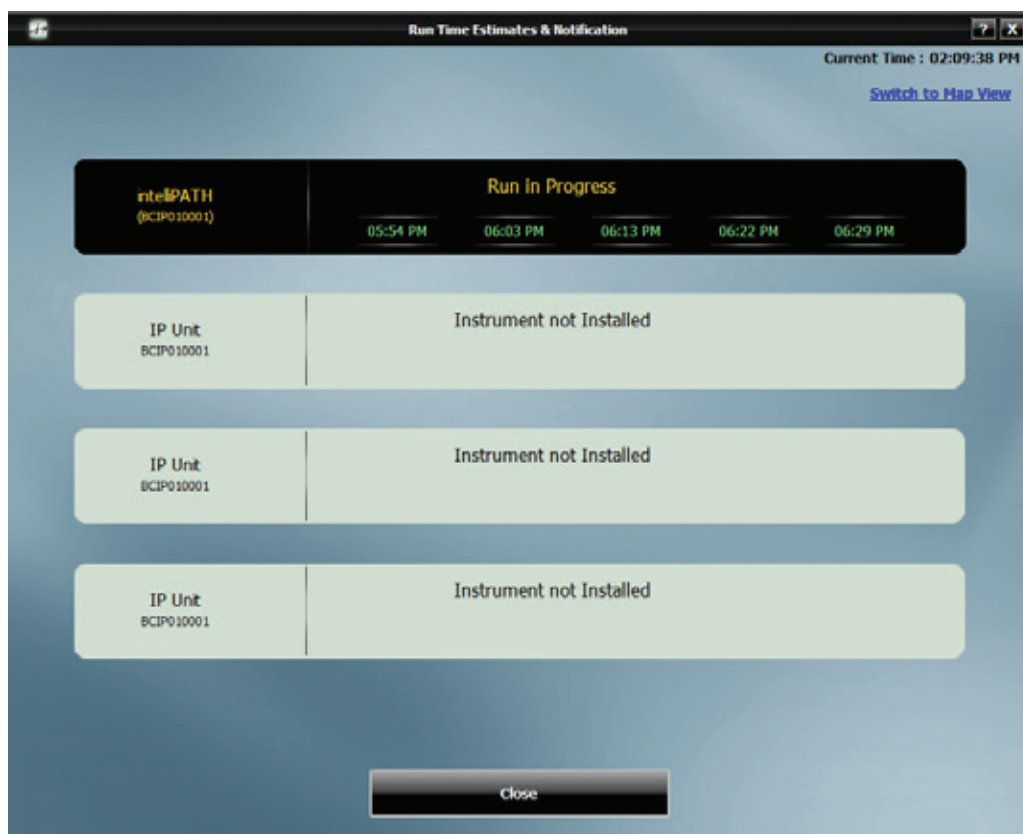 Run Time Estimates & Notification
? X
Current Time : 02:09:38 PM
Switch to Map View
intelliPATH
(BCIP010001)
Run in Progress
05:54 PM 06:03 PM 06:13 PM 06:22 PM 06:29 PM
IP Unit
BCIP010001
Instrument not Installed
IP Unit
BCIP010001
Instrument not Installed
IP Unit
BCIP010001
Instrument not Installed
Close